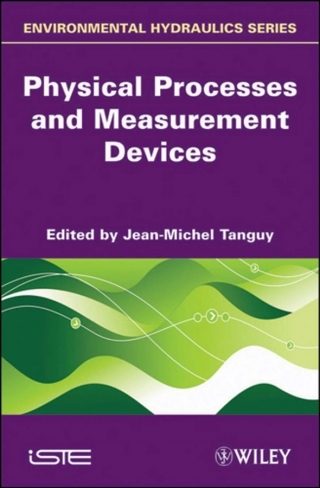 ENVIRONMENTAL HYDRAULICS SERIES
Physical Processes
and Measurement
Devices
Edited by Jean-Michel Tanguy
iSTE
WILEY